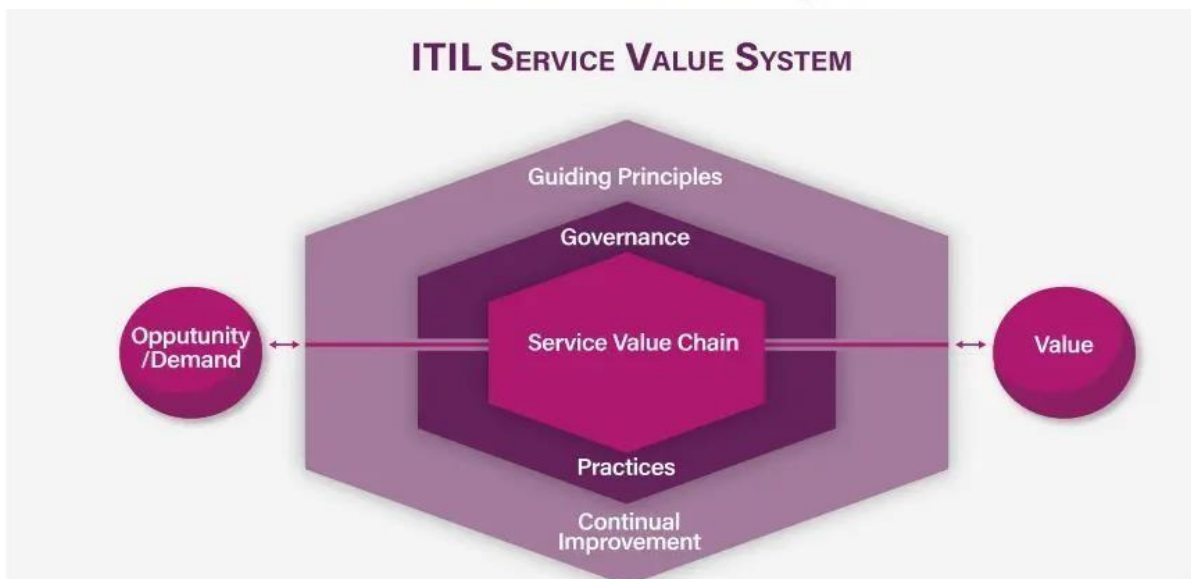 ITIL SERVICE VALUE SYSTEM
Guiding Principles
Governance
Opputunity
/Demand
Service Value Chain
Value
Practices
Continual
Improvement